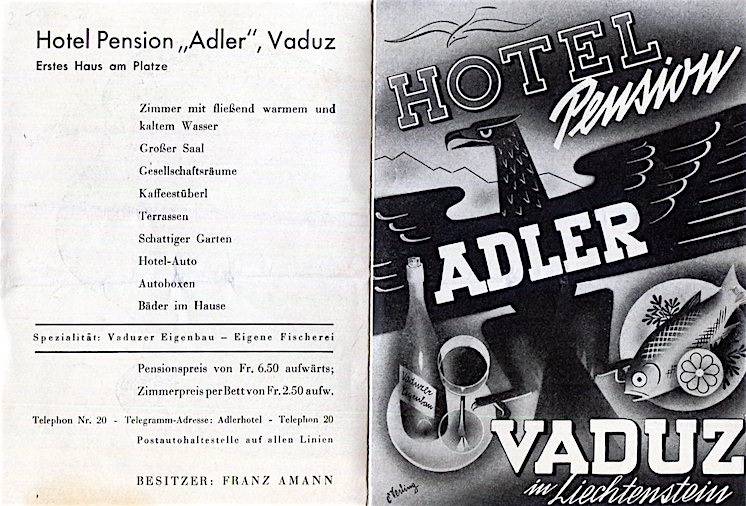 Hotel Pension „Adler“, Vaduz
Erstes Haus am Platze
Zimmer mit fließend warmem und
kaltem Wasser
Großer Saal
Gesellschaftsräume
Kaffeestüberl
Terrassen
Schattiger Garten
Hotel-Auto
Autoboxen
Bäder im Hause
Spezialität: Vaduzer Eigenbau – Eigene Fischerei
Pensionspreis von Fr. 6.50 aufwärts;
Zimmerpreis per Bett von Fr. 2.50 aufw.
Telephon Nr. 20 - Telegramm-Adresse: Adlerhotel - Telephon 20
Postautohaltestelle auf allen Linien
BESITZER: FRANZ AMANN
HOTEL
Pension
ADLER
Vaduzer
Eigenbau
VADUZ
in Liechtenstein